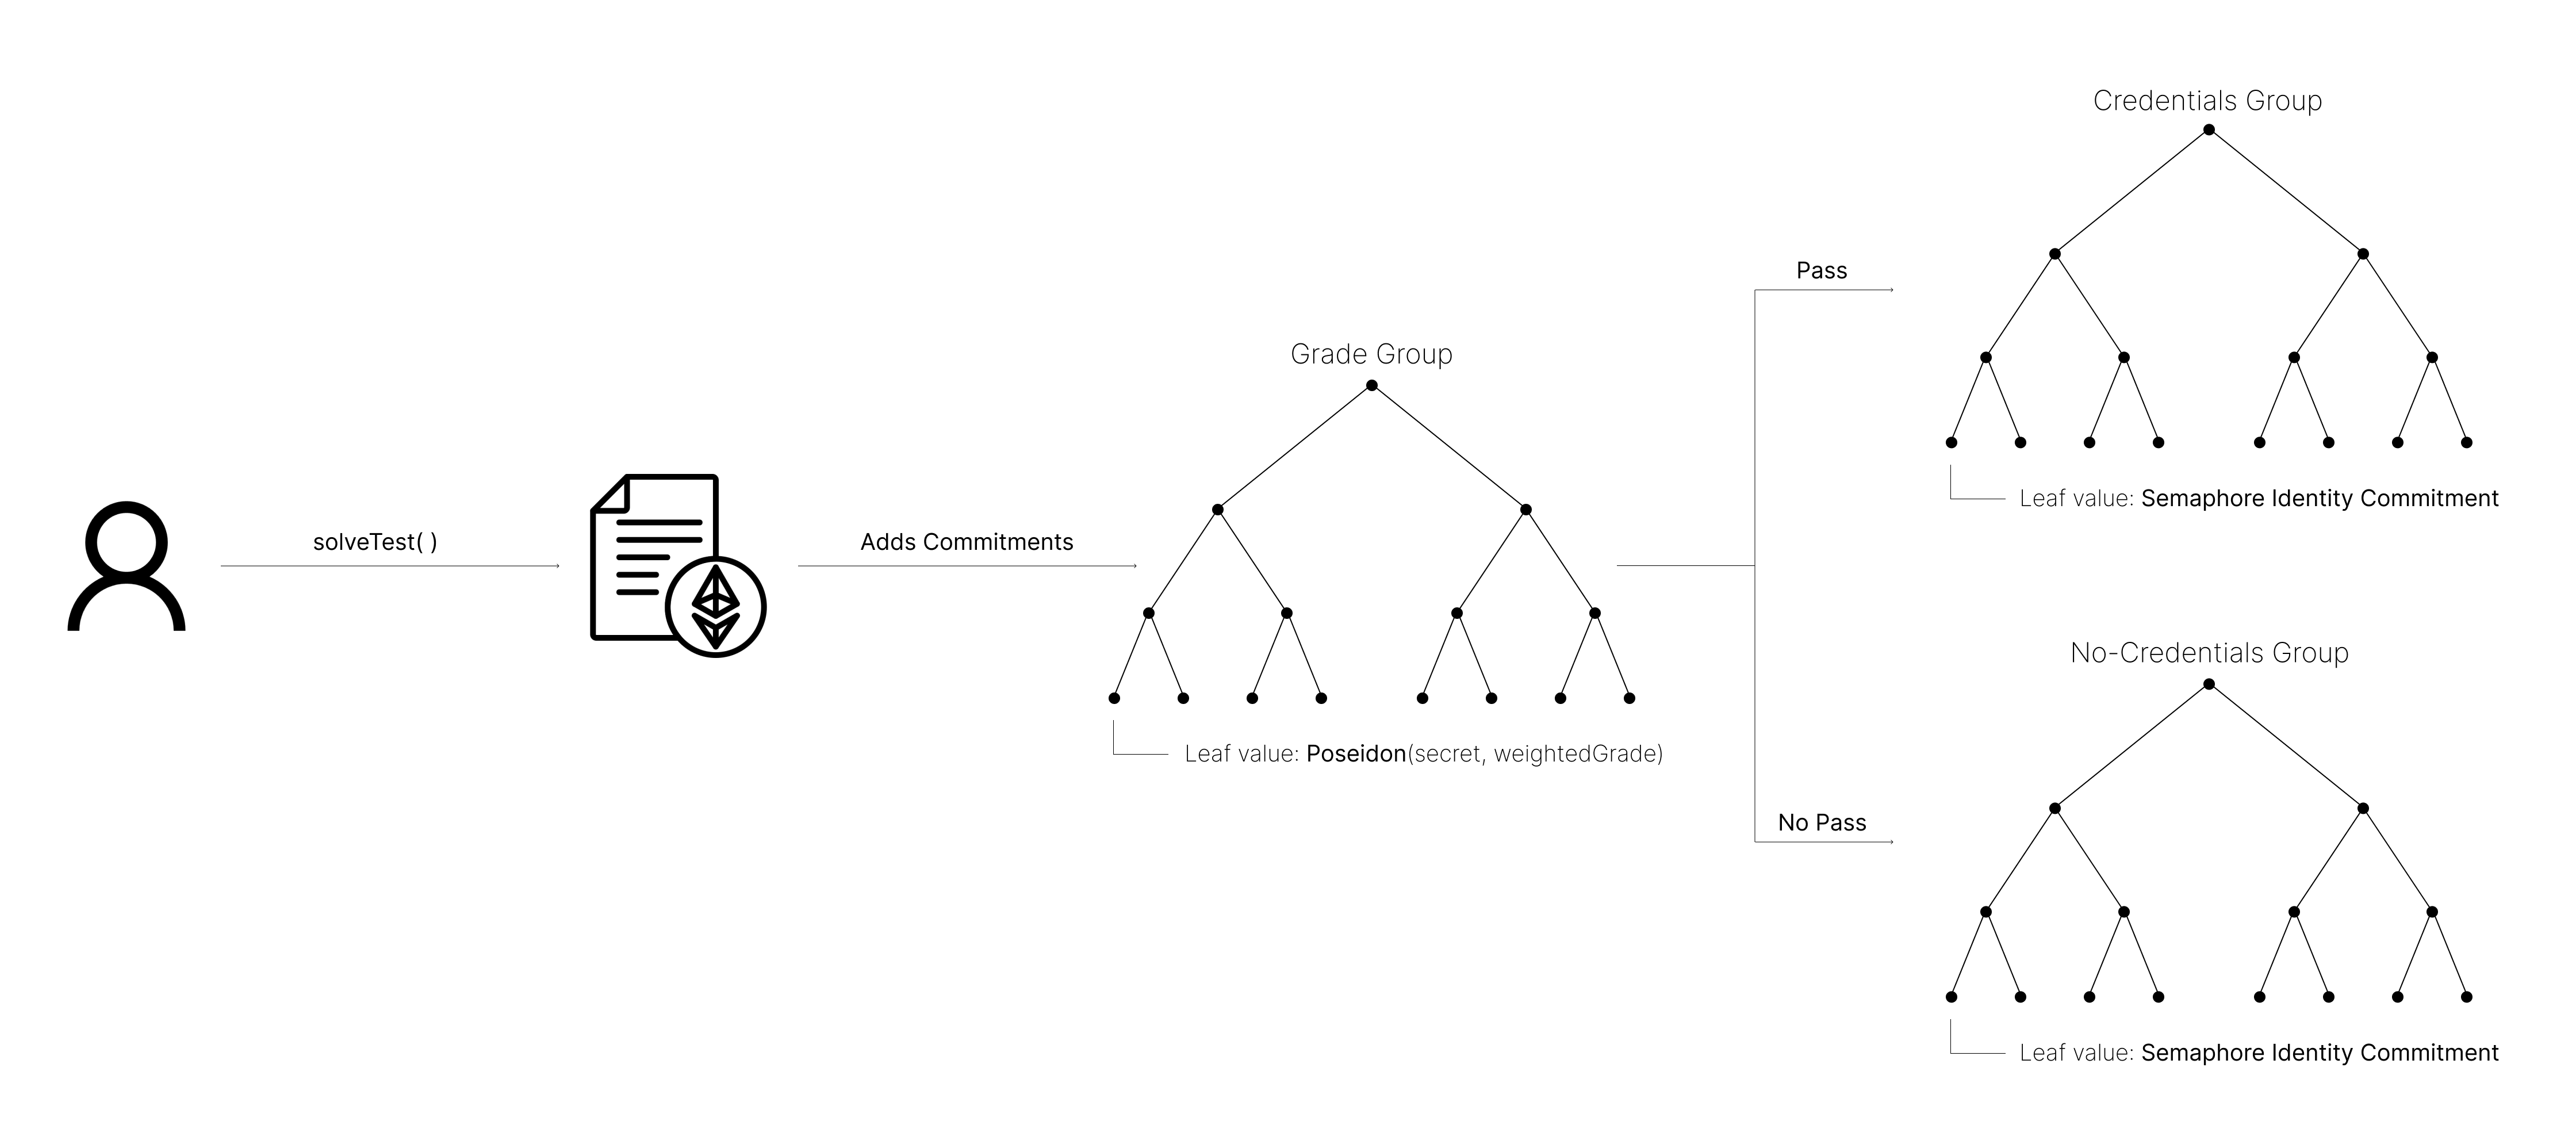 solveTest( )
Adds Commitments
Grade Group
Leaf value: Poseidon(secret, weightedGrade)
Pass
Credentials Group
Leaf value: Semaphore Identity Commitment
No Pass
No-Credentials Group
Leaf value: Semaphore Identity Commitment